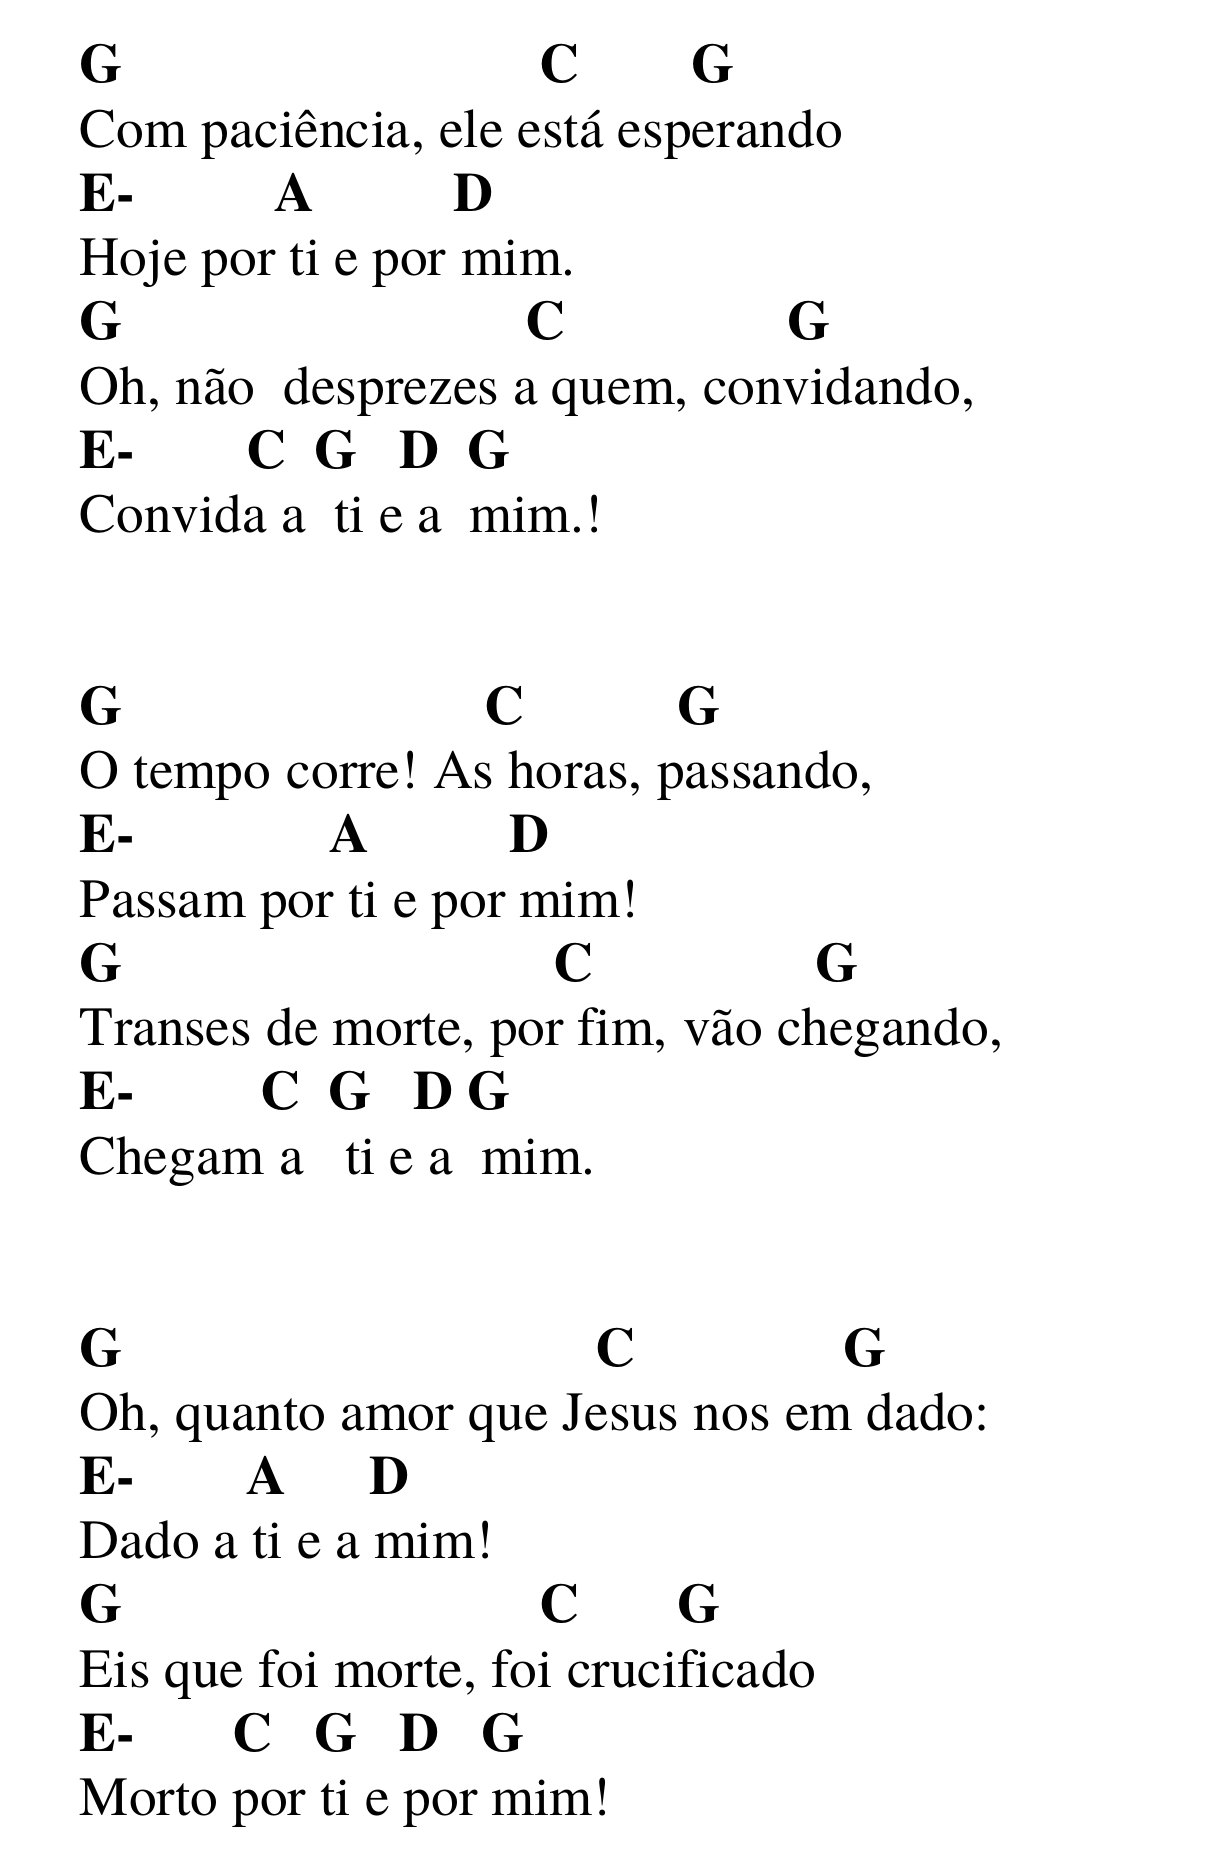 G C G
Com paciência, ele está esperando
E- A D
Hoje por ti e por mim.
G C G
Oh, não desprezes a quem, convidando,
E- C G D G
Convida a ti e a mim.!
G C G
O tempo corre! As horas, passando,
E- A D
Passam por ti e por mim!
G C G
Transes de morte, por fim, vão chegando,
E- C G D G
Chegam a ti e a mim.
G C G
Oh, quanto amor que Jesus nos em dado:
E- A D
Dado a ti e a mim!
G C G
Eis que foi morte, foi crucificado
E- C G D G
Morto por ti e por mim!